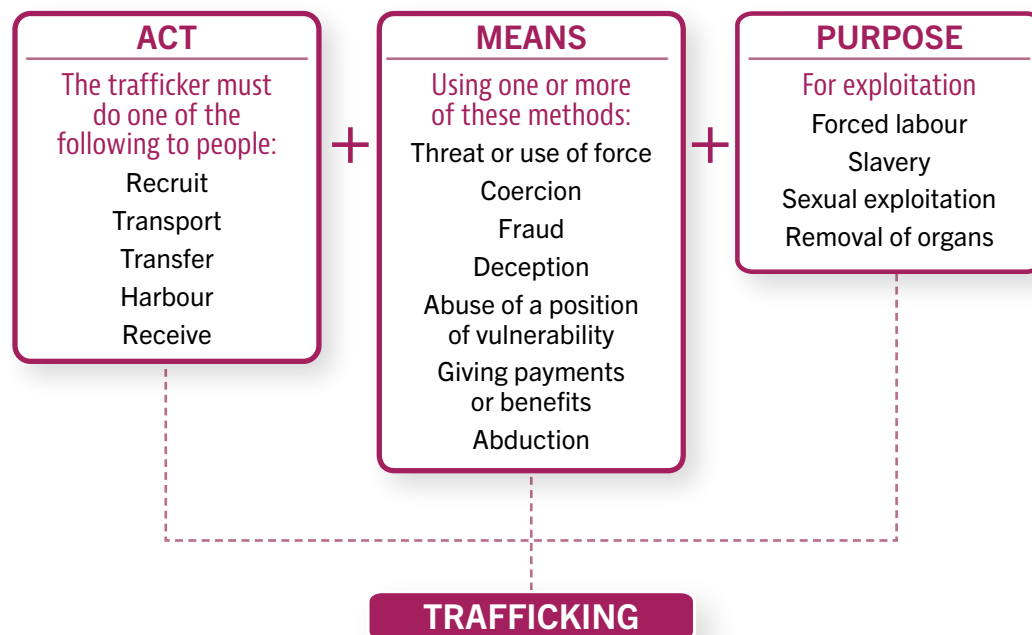 ACT
The trafficker must
do one of the
following to people:
Recruit
Transport
Transfer
Harbour
Receive
+
MEANS
Using one or more
of these methods:
Threat or use of force
Coercion
Fraud
Deception
Abuse of a position
of vulnerability
Giving payments
or benefits
Abduction
+
PURPOSE
For exploitation
Forced labour
Slavery
Sexual exploitation
Removal of organs
TRAFFICKING